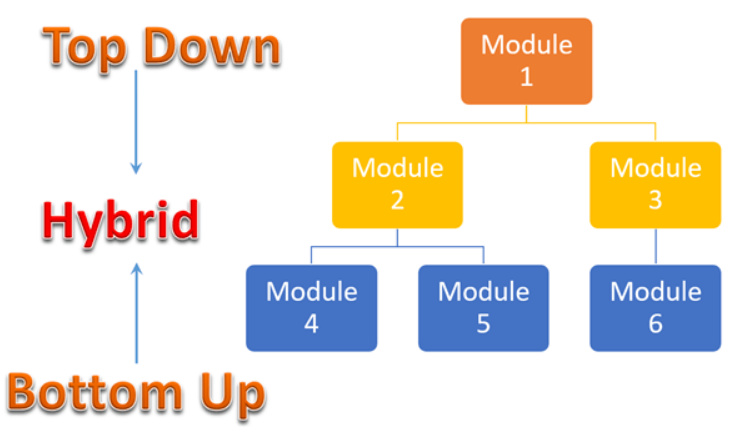 Top Down
Hybrid
Bottom Up
Module
1
Module
2
Module
3
Module
4
Module
5
Module
6